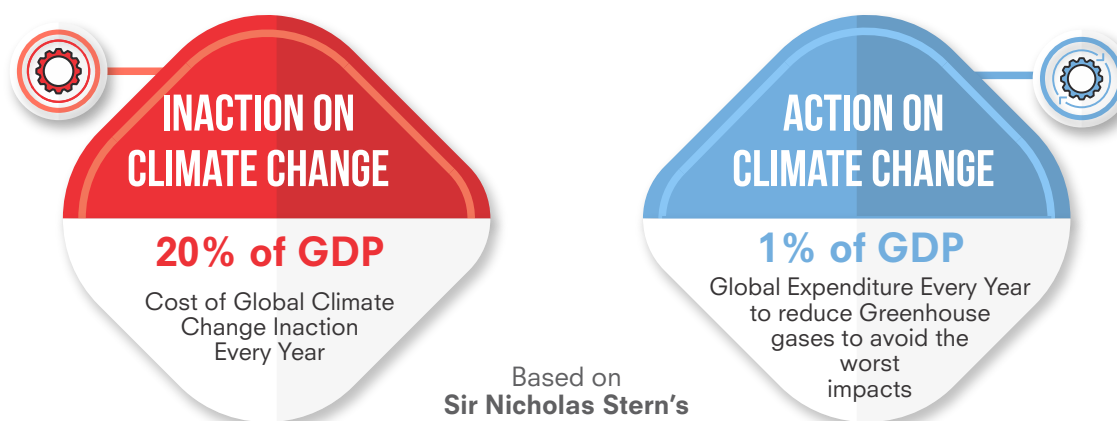 INACTION ON
CLIMATE CHANGE
20% of GDP
Cost of Global Climate
Change Inaction
Every Year
ACTION ON
CLIMATE CHANGE
1% of GDP
Global Expenditure Every Year
to reduce Greenhouse
gases to avoid the
worst
impacts
Based on
Sir Nicholas Stern’s